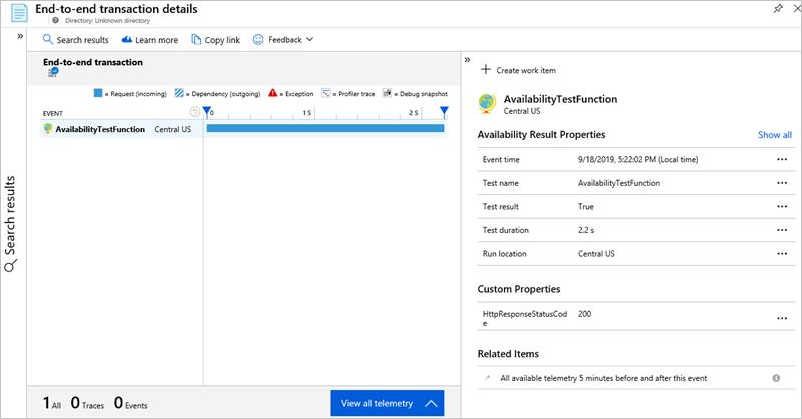 End-to-end transaction details
Directory: Unknown directory
»
Search results
Learn more
Copy link
Feedback
Search results
End-to-end transaction
= Request (incoming)
= Dependency (outgoing)
= Exception
= Profiler trace
= Debug snapshot
EVENT
0
1 S
2 S
AvailabilityTestFunction Central US
1 All 0 Traces 0 Events
View all telemetry
»
Create work item
AvailabilityTestFunction
Central US
Availability Result Properties Show all
Event time 9/18/2019, 5:22:02 PM (Local time) ...
Test name AvailabilityTestFunction ...
Test result True ...
Test duration 2.2 s ...
Run location Central US ...
Custom Properties
HttpResponseStatusCod
e
200 ...
Related Items
All available telemetry 5 minutes before and after this event